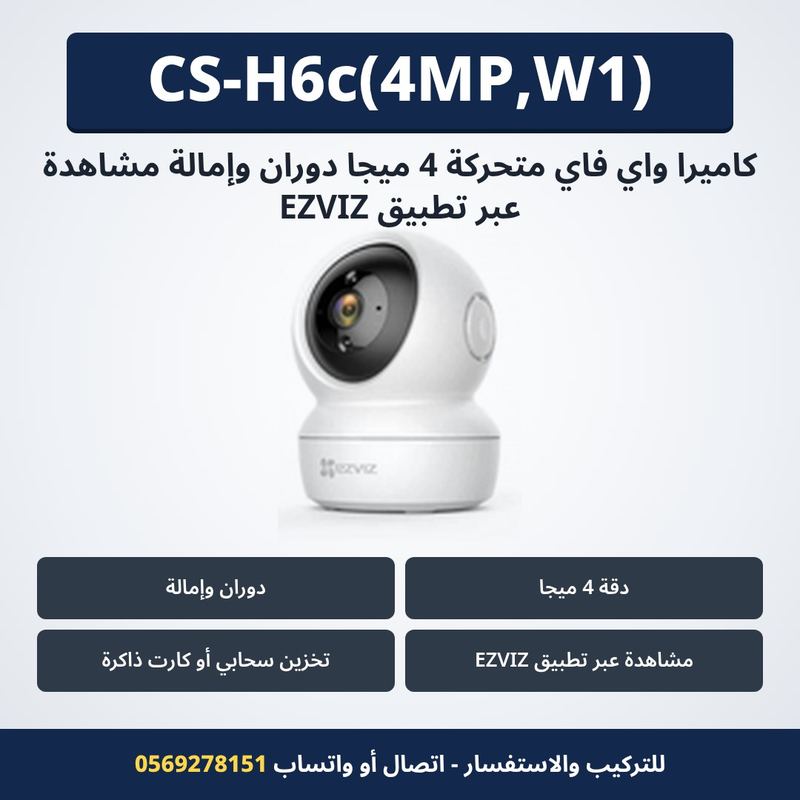 CS-H6c(4MP,W1)
كاميرا واي فاي متحركة 4 ميجا دوران وإمالة مشاهدة
عبر تطبيق EZVIZ
ezviz
دقة 4 ميجا
دوران وإمالة
مشاهدة عبر تطبيق EZVIZ
تخزين سحابي أو كارت ذاكرة
للتركيب والاستفسار - اتصال أو واتساب 0569278151